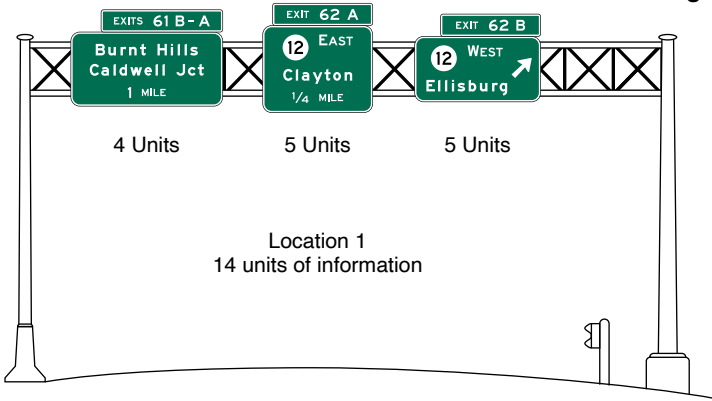 EXITS 61 B-A
Burnt Hills
Caldwell Jct
1 MILE
EXIT 62 A
12 EAST
Clayton
1/4 MILE
EXIT 62 B
12 WEST
Ellisburg
4 Units
5 Units
5 Units
Location 1
14 units of information